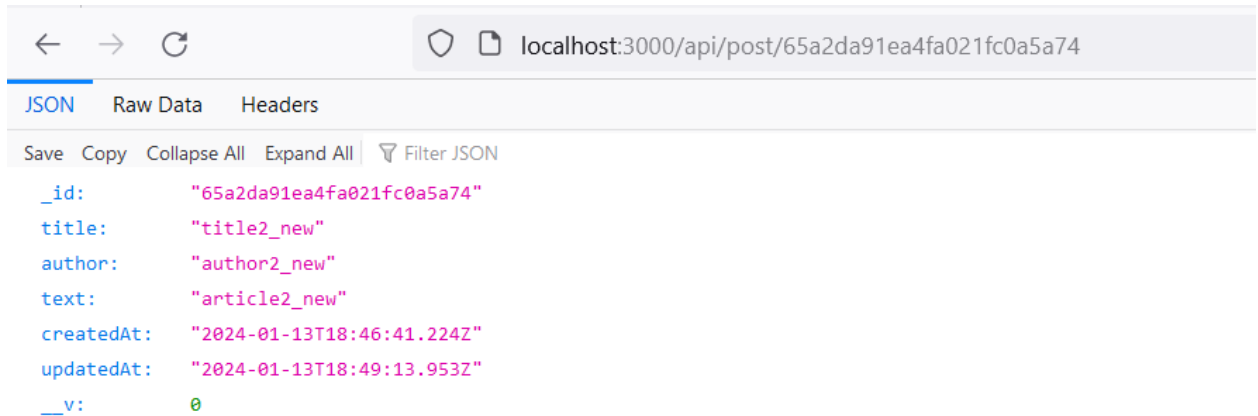 localhost:3000/api/post/65a2da91ea4fa021fc0a5a74
JSON Raw Data Headers
Save Copy Collapse All Expand All Filter JSON
_id: "65a2da91ea4fa021fc0a5a74"
title: "title2_new"
author: "author2_new"
text: "article2_new"
createdAt: "2024-01-13T18:46:41.224Z"
updatedAt: "2024-01-13T18:49:13.953Z"
__v: 0